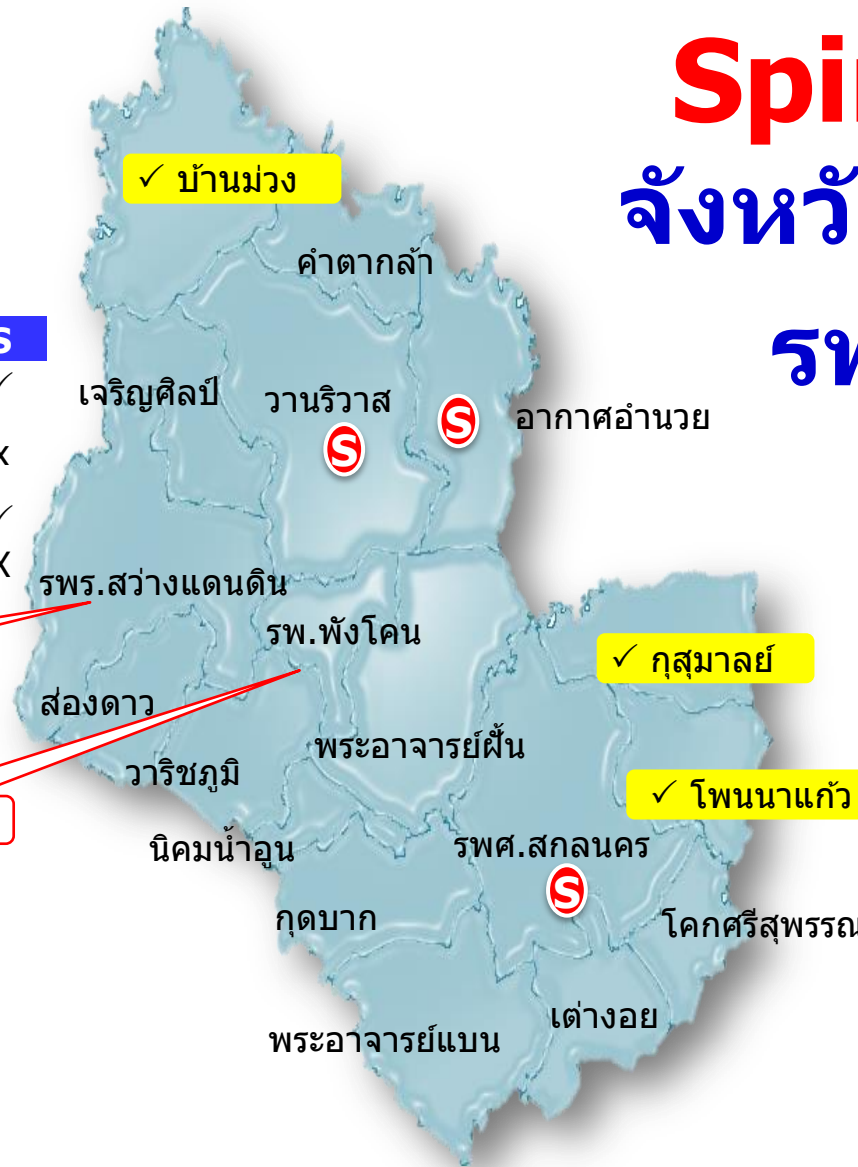 Spi
จังหวั
รพ
✓ บ้านม่วง
คำตากล้า
S
✓
x
✓
X
เจริญศิลป์
วานริวาส
S
S
อากาศอำนวย
รพร.สว่างแดนดิน
รพ.พังโคน
✓ กุสุมาลย์
ส่องดาว
พระอาจารย์ฝั้น
วาริชภูมิ
✓ โพนนาแก้ว
นิคมน้ำอูน
รพศ.สกลนคร
S
กุดบาก
โคกศรีสุพรรณ
เต่างอย
พระอาจารย์แบน